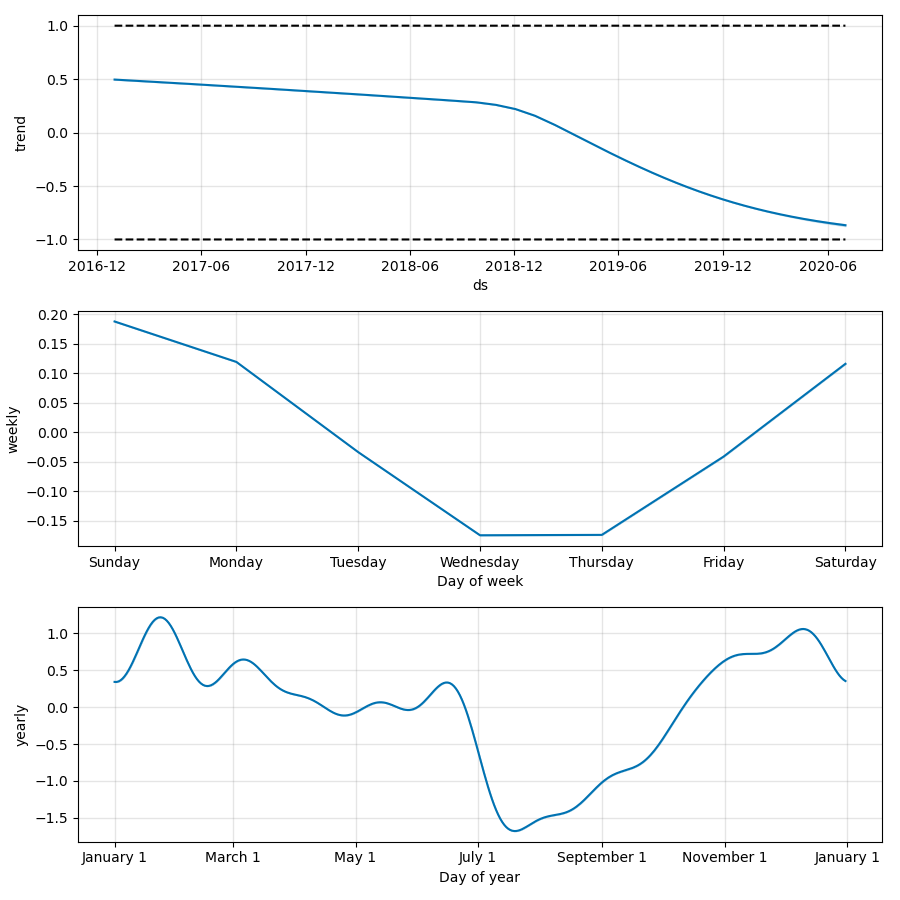 1.0
0.5
0.0
−0.5
−1.0
trend
2016-12 2017-06 2017-12 2018-06 2018-12 2019-06 2019-12 2020-06
ds
0.20
0.15
0.10
0.05
0.00
−0.05
−0.10
−0.15
weekly
Sunday Monday Tuesday Wednesday Thursday Friday Saturday
Day of week
1.0
0.5
0.0
−0.5
−1.0
−1.5
yearly
January 1 March 1 May 1 July 1 September 1 November 1 January 1
Day of year